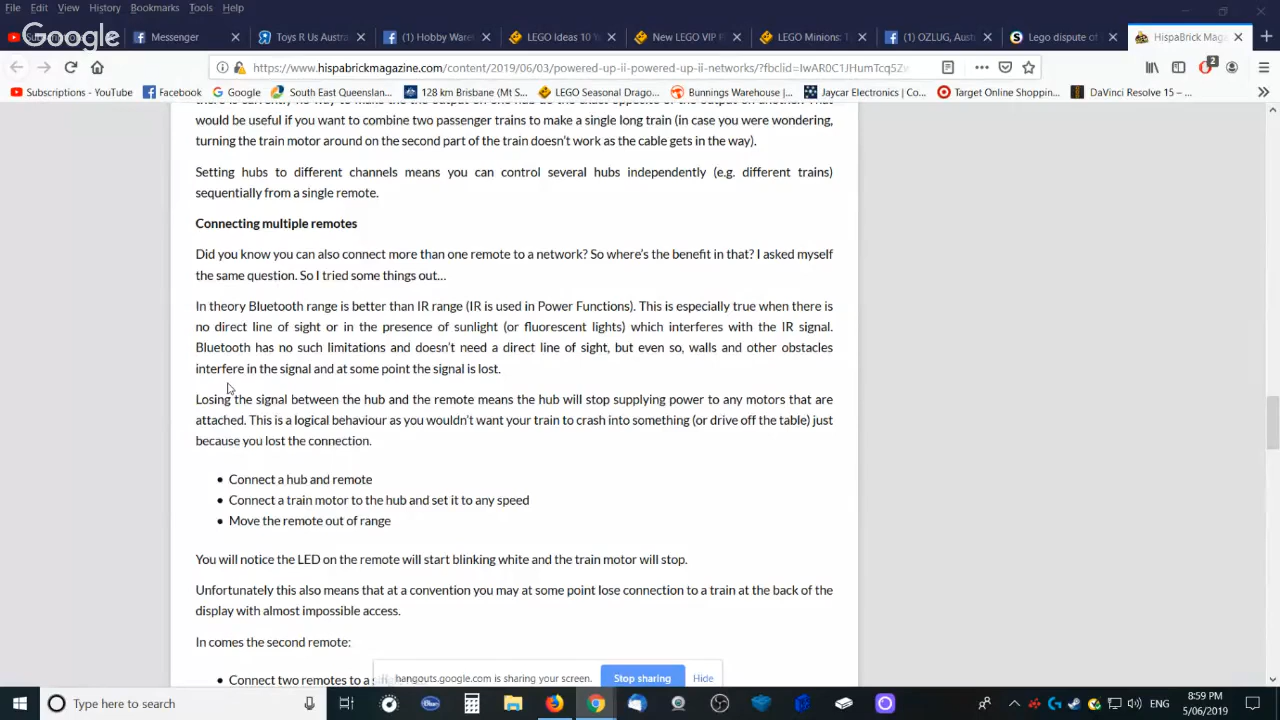 File Edit View History Bookmarks Tools Help
Google
Messenger
Toys R Us Austra
(1) Hobby Ware
LEGO Ideas 10 Y
New LEGO VIP
LEGO Minions: 1
(1) OZLUG, Aust
Lego dispute o
HispaBrick Maga
https://www.hispabrickmagazine.com/content/2019/06/03/powered-up-ii-powered-up-ii-networks/?fbclid=IwAR0C1JHumTcq5Z
2
Subscriptions - YouTube
Facebook
Google
South East Queenslan...
128 km Brisbane (Mt S...
LEGO Seasonal Drago...
Bunnings Warehouse |...
Jaycar Electronics | Co...
Target Online Shoppin...
DaVinci Resolve 15 – ...
there is currently no way to make the output on one hub do the exact opposite of the output on another. That
would be useful if you want to combine two passenger trains to make a single long train (in case you were wondering,
turning the train motor around on the second part of the train doesn't work as the cable gets in the way).
Setting hubs to different channels means you can control several hubs independently (e.g. different trains)
sequentially from a single remote.
Connecting multiple remotes
Did you know you can also connect more than one remote to a network? So where's the benefit in that? I asked myself
the same question. So I tried some things out...
In theory Bluetooth range is better than IR range (IR is used in Power Functions). This is especially true when there is
no direct line of sight or in the presence of sunlight (or fluorescent lights) which interferes with the IR signal.
Bluetooth has no such limitations and doesn't need a direct line of sight, but even so, walls and other obstacles
interfere in the signal and at some point the signal is lost.
Losing the signal between the hub and the remote means the hub will stop supplying power to any motors that are
attached. This is a logical behaviour as you wouldn't want your train to crash into something (or drive off the table) just
because you lost the connection.
• Connect a hub and remote
• Connect a train motor to the hub and set it to any speed
• Move the remote out of range
You will notice the LED on the remote will start blinking white and the train motor will stop.
Unfortunately this also means that at a convention you may at some point lose connection to a train at the back of the
display with almost impossible access.
In comes the second remote:
• Connect two remotes to a
hangouts.google.com is sharing your screen. Stop sharing Hide
Type here to search
ENG
8:59 PM
5/06/2019